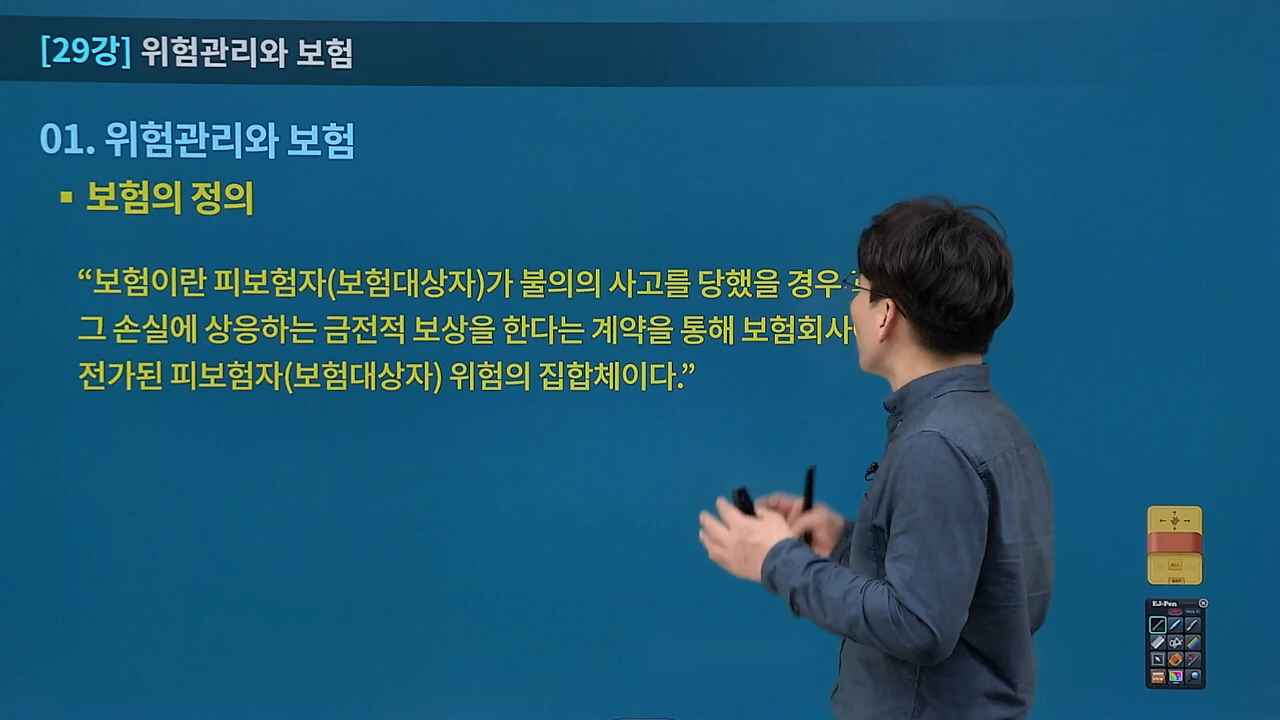 [29강] 위험관리와 보험
01. 위험관리와 보험
▪ 보험의 정의
“보험이란 피보험자(보험대상자)가 불의의 사고를 당했을 경우
그 손실에 상응하는 금전적 보상을 한다는 계약을 통해 보험회사
전가된 피보험자(보험대상자) 위험의 집합체이다.”
ALL
EJ-Pen